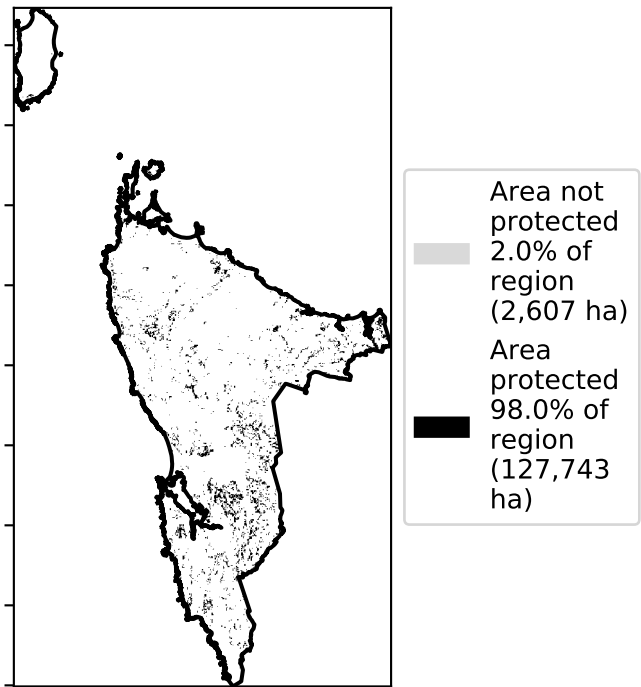 Area not
protected
2.0% of
region
(2,607 ha)
Area
protected
98.0% of
region
(127,743
ha)